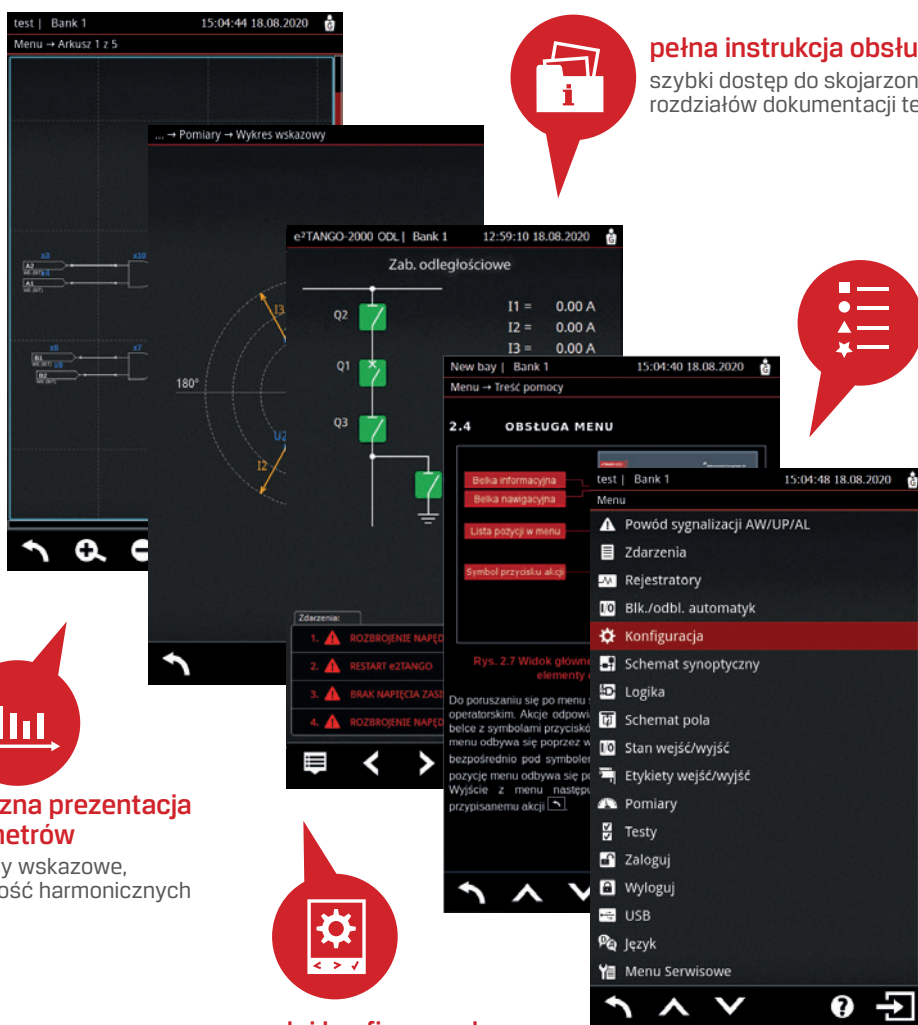 test | Bank 1 15:04:44 18.08.2020
Menu → Arkusz 1 z 5
x3
A2
A1
x10
x9
B1
B2
x7
pełna instrukcja obsłu
szybki dostęp do skojarzon
rozdziałów dokumentacji te
... → Pomiary → Wykres wskazowy
180°
I3
U2
I2
e²TANGO-2000 ODL | Bank 1 12:59:10 18.08.2020
Zab. odległościowe
Q2
Q1
Q3
I1 = 0.00 A
I2 = 0.00 A
I3 = 0.00 A
Zdarzenia:
1. ROZBROJENIE NAPĘD
2. RESTART e2TANGO
3. BRAK NAPIĘCIA ZASI
4. ROZBROJENIE NAPĘD
New bay | Bank 1 15:04:40 18.08.2020
Menu → Treść pomocy
2.4 OBSŁUGA MENU
Belka informacyjna
Belka nawigacyjna
Lista pozycji w menu
Symbol przycisku akcji
Rys. 2.7 Widok główne
elementy
Do poruszaniu się po menu
operatorskim. Akcje odpowi
belce z symbolami przyciskó
menu odbywa się poprzez w
bezpośrednio pod symbole
pozycję menu odbywa się p
Wyjście z menu następu
przypisanemu akcji
test | Bank 1 15:04:48 18.08.2020
Menu
Powód sygnalizacji AW/UP/AL
Zdarzenia
Rejestratory
Blk./odbl. automatyk
Konfiguracja
Schemat synoptyczny
Logika
Schemat pola
Stan wejść/wyjść
Etykiety wejść/wyjść
Pomiary
Testy
Zaloguj
Wyloguj
USB
Język
Menu Serwisowe
zna prezentacja
netrów
y wskazowe,
ość harmonicznych